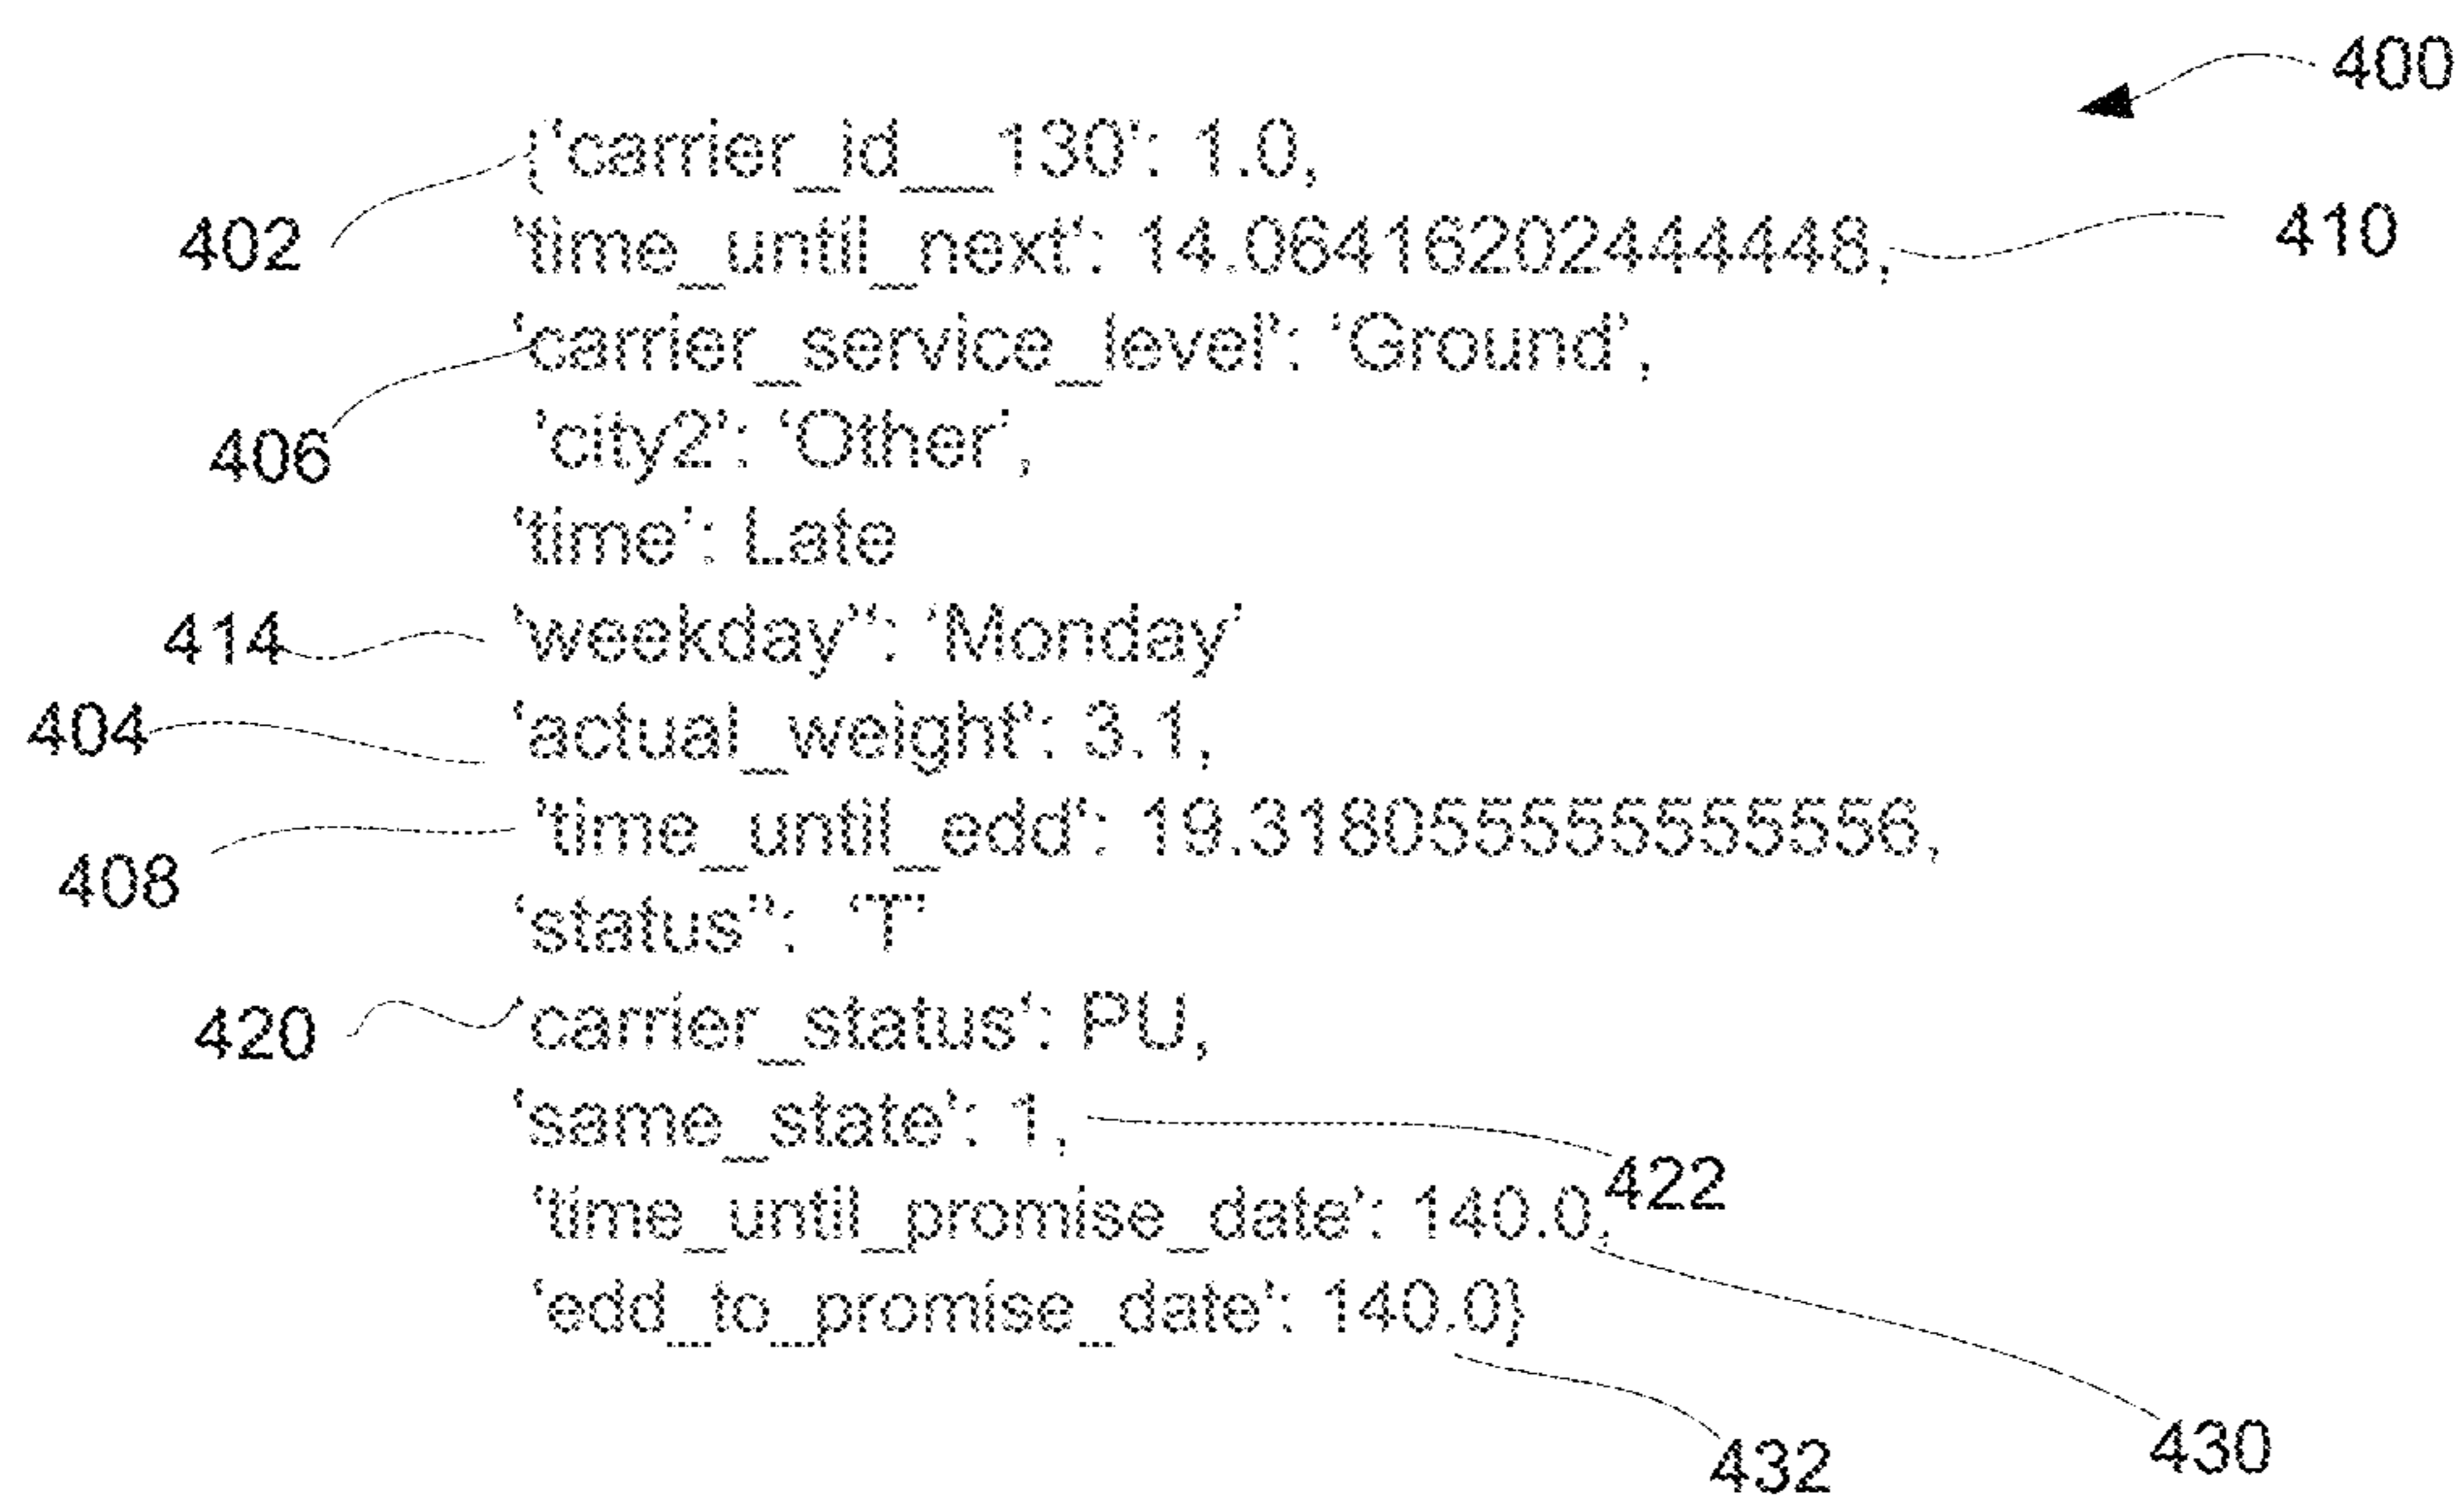 400
{‘carrier_id__130‘: 1.0,
402
‘time_until_next‘: 14.064162024444448,
410
‘carrier_service_level’: ‘Ground’,
406
‘city2’: ‘Other’,
‘time’: Late
414
‘weekday’‘: ‘Monday’
404
‘actual_weight‘: 3.1,
‘time_until_edd‘: 19.318055555555556,
408
‘status’‘: ‘T’
420
‘carrier_status‘: PU,
‘same_state‘: 1,
422
‘time_until_promise_date‘: 140.0,
‘edd_to_promise_date‘: 140.0}
432
430